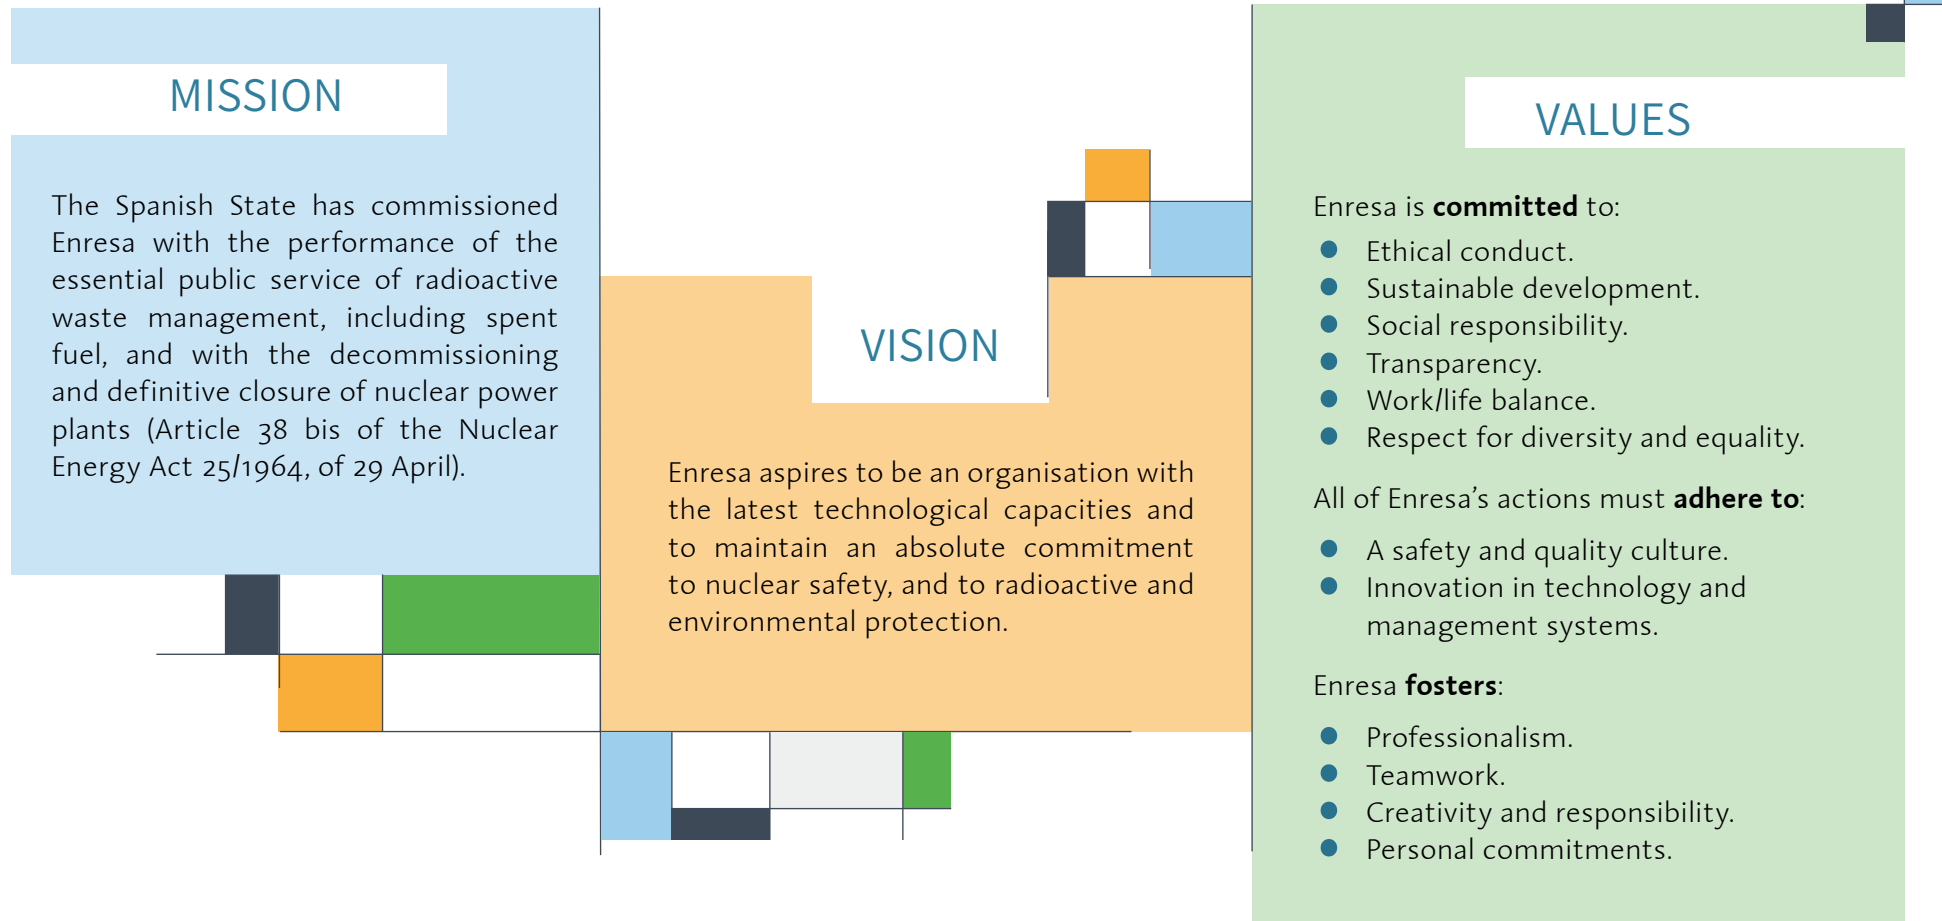 MISSION
The Spanish State has commissioned
Enresa with the performance of the
essential public service of radioactive
waste management, including spent
fuel, and with the decommissioning
and definitive closure of nuclear power
plants (Article 38 bis of the Nuclear
Energy Act 25/1964, of 29 April).
VISION
Enresa aspires to be an organisation with
the latest technological capacities and
to maintain an absolute commitment
to nuclear safety, and to radioactive and
environmental protection.
VALUES
Enresa is committed to:
● Ethical conduct.
● Sustainable development.
● Social responsibility.
● Transparency.
● Work/life balance.
● Respect for diversity and equality.
All of Enresa’s actions must adhere to:
● A safety and quality culture.
● Innovation in technology and
management systems.
Enresa fosters:
● Professionalism.
● Teamwork.
● Creativity and responsibility.
● Personal commitments.